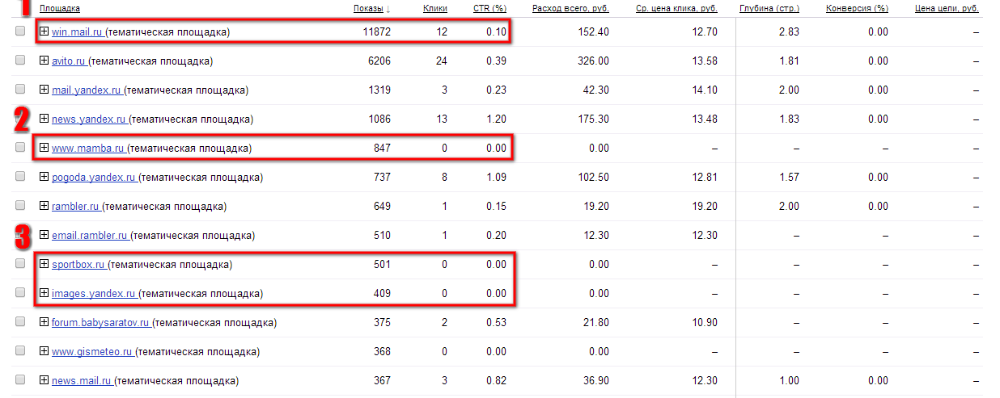 1
Площадка Показы ↓ Клики CTR (%) Расход всего, руб. Ср. цена клика, руб. Глубина (стр.) Конверсия (%) Цена цели, руб.
win.mail.ru (тематическая площадка) 11872 12 0.10 152.40 12.70 2.83 0.00 –
avito.ru (тематическая площадка) 6206 24 0.39 326.00 13.58 1.81 0.00 –
mail.yandex.ru (тематическая площадка) 1319 3 0.23 42.30 14.10 2.00 0.00 –
2
news.yandex.ru (тематическая площадка) 1086 13 1.20 175.30 13.48 1.83 0.00 –
www.mamba.ru (тематическая площадка) 847 0 0.00 0.00 – – – –
pogoda.yandex.ru (тематическая площадка) 737 8 1.09 102.50 12.81 1.57 0.00 –
rambler.ru (тематическая площадка) 649 1 0.15 19.20 19.20 2.00 0.00 –
3
email.rambler.ru (тематическая площадка) 510 1 0.20 12.30 12.30 – – –
sportbox.ru (тематическая площадка) 501 0 0.00 0.00 – – – –
images.yandex.ru (тематическая площадка) 409 0 0.00 0.00 – – – –
forum.babysaratov.ru (тематическая площадка) 375 2 0.53 21.80 10.90 – – –
www.gismeteo.ru (тематическая площадка) 368 0 0.00 0.00 – – – –
news.mail.ru (тематическая площадка) 367 3 0.82 36.90 12.30 1.00 0.00 –